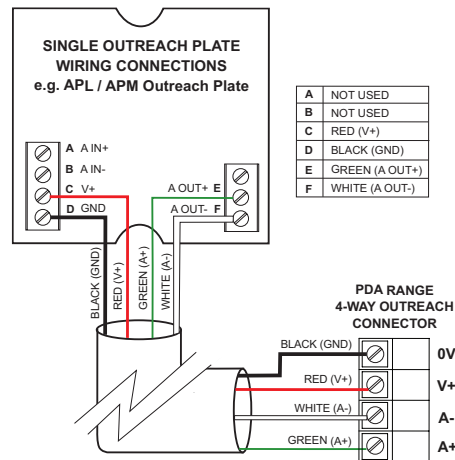 SINGLE OUTREACH PLATE
WIRING CONNECTIONS
e.g. APL / APM Outreach Plate
A A IN+
B A IN-
C V+
D GND
A OUT+ E
A OUT- F
A NOT USED
B NOT USED
C RED (V+)
D BLACK (GND)
E GREEN (A OUT+)
F WHITE (A OUT-)
BLACK (GND)
RED (V+)
GREEN (A+)
WHITE (A-)
PDA RANGE
4-WAY OUTREACH
CONNECTOR
BLACK (GND) 0V
RED (V+) V+
WHITE (A-) A-
GREEN (A+) A+